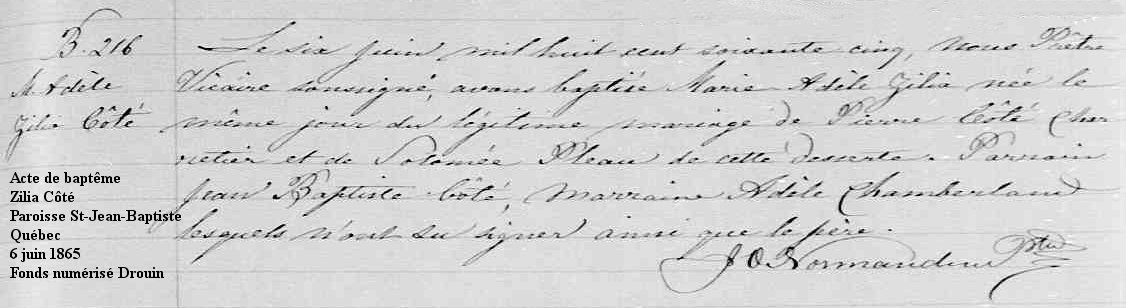 B. 216
M. Adèle
Zilia Côté
Le six juin mil huit cent soixante cinq, nous Prêtre
Vicaire soussigné, avons baptisé Marie Adèle Zilia née le
même jour du légitime mariage de Pierre Côté Char
retier et de Solomée Pleau de cette desserte. Parrain
Jean Baptiste Côté, marraine Adèle Chamberland
lesquels n'ont su signer ainsi que le père.
J O Normandin Ptre
Acte de baptême
Zilia Côté
Paroisse St-Jean-Baptiste
Québec
6 juin 1865
Fonds numérisé Drouin